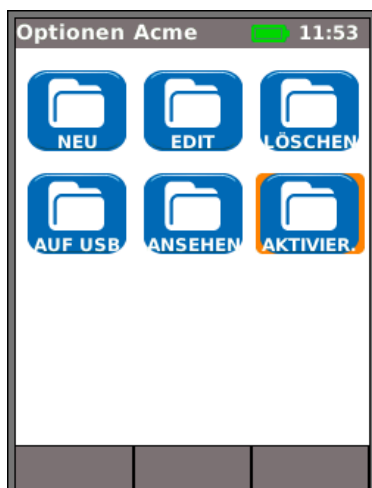 Optionen Acme 11:53
NEU EDIT LÖSCHEN
AUF USB ANSEHEN AKTIVIER.